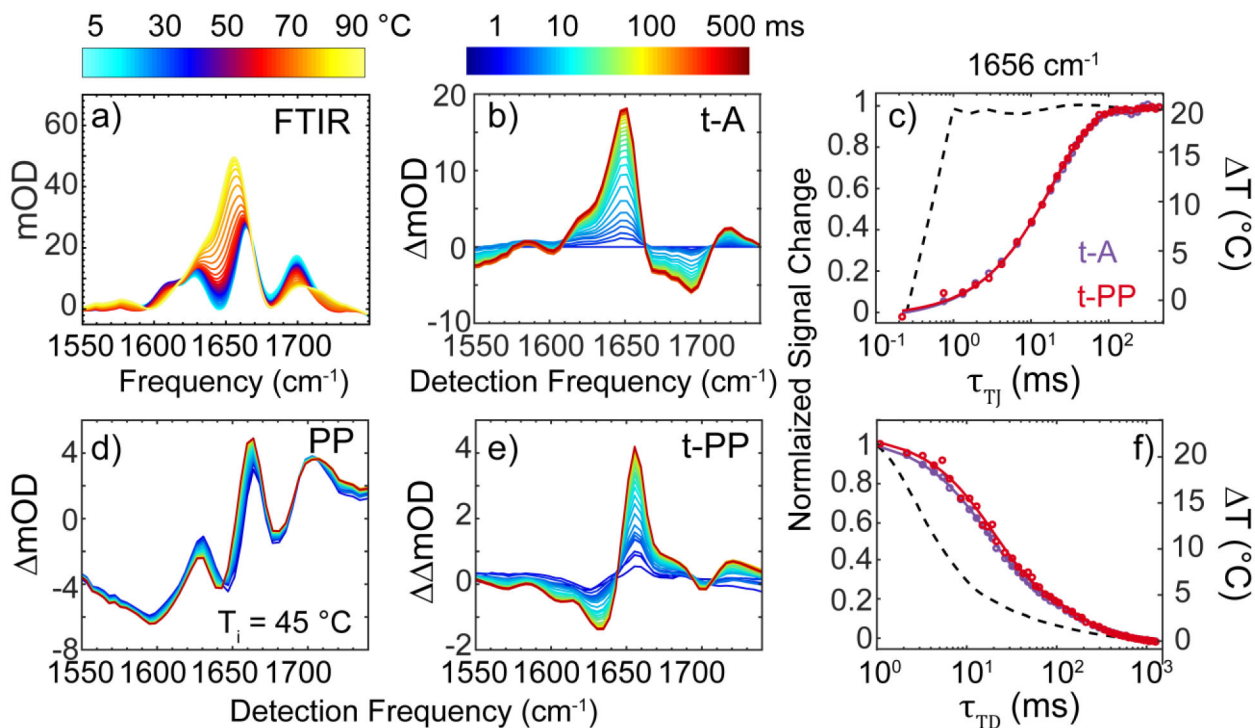 5 30 50 70 90 °C
1 10 100 500 ms
1656 cm-1
a) FTIR
60
40
20
0
mOD
1550 1600 1650 1700
Frequency (cm-1)
b) t-A
20
10
0
-10
ΔmOD
1550 1600 1650 1700
Detection Frequency (cm-1)
c)
1
0.8
0.6
0.4
0.2
0
20
15
10
5
0
ΔT (°C)
t-A
t-PP
10-1 100 101 102
τTJ (ms)
Normlaized Signal Change
d) PP
4
0
-4
-8
ΔmOD
Ti = 45 °C
1550 1600 1650 1700
e) t-PP
4
2
0
-2
ΔΔmOD
1550 1600 1650 1700
Detection Frequency (cm-1)
f)
1
0.8
0.6
0.4
0.2
0
20
15
10
5
0
ΔT (°C)
100 101 102 103
τTD (ms)